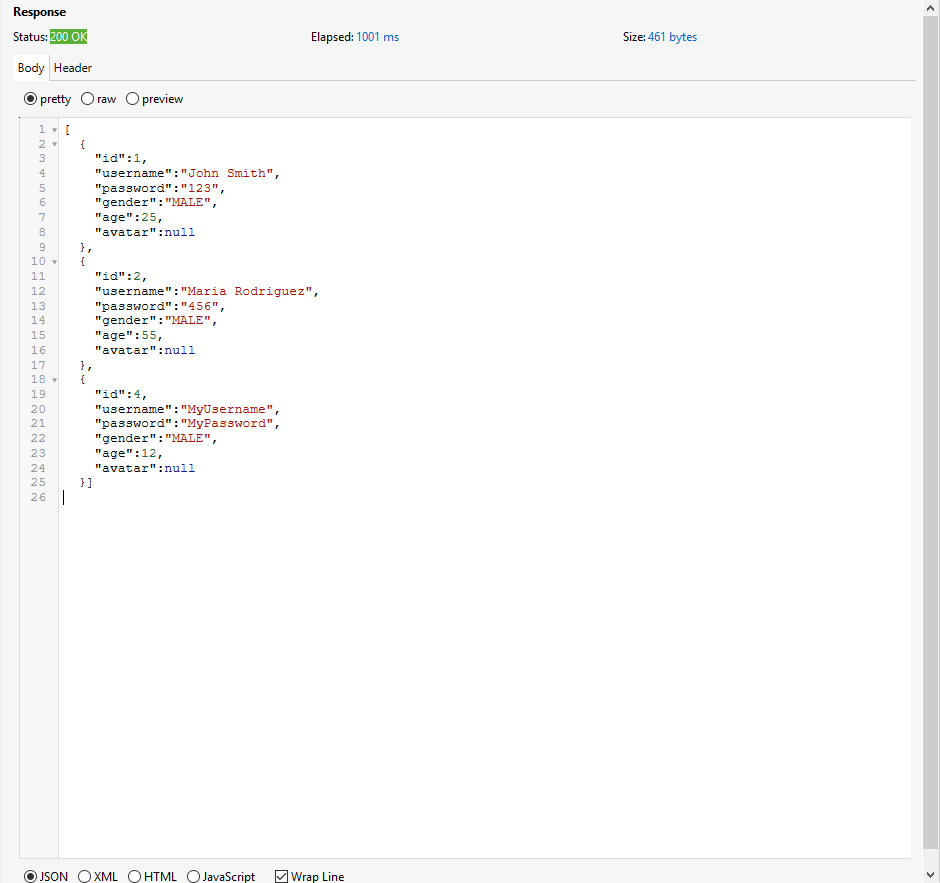 Response
Status: 200 OK Elapsed: 1001 ms Size: 461 bytes
Body Header
pretty raw preview
1 [
2 {
3 "id":1,
4 "username":"John Smith",
5 "password":"123",
6 "gender":"MALE",
7 "age":25,
8 "avatar":null
9 },
10 {
11 "id":2,
12 "username":"Maria Rodriguez",
13 "password":"456",
14 "gender":"MALE",
15 "age":55,
16 "avatar":null
17 },
18 {
19 "id":4,
20 "username":"MyUsername",
21 "password":"MyPassword",
22 "gender":"MALE",
23 "age":12,
24 "avatar":null
25 }]
26
JSON XML HTML JavaScript Wrap Line